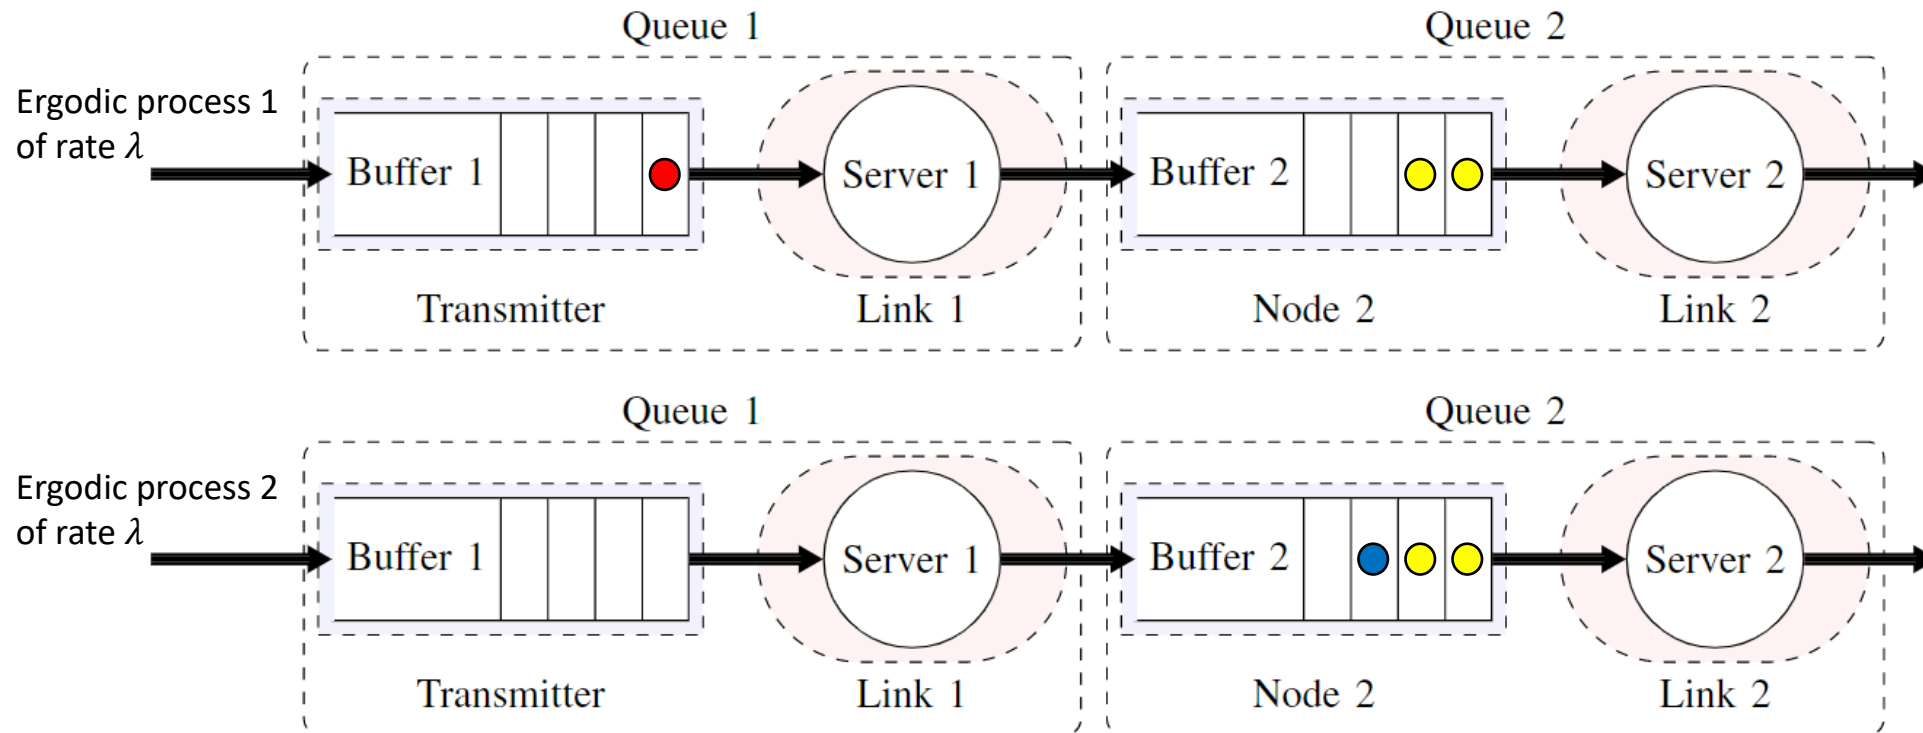 Queue 1
Queue 2
Ergodic process 1
of rate λ
Buffer 1
Server 1
Buffer 2
Server 2
Transmitter
Link 1
Node 2
Link 2
Queue 1
Queue 2
Ergodic process 2
of rate λ
Buffer 1
Server 1
Buffer 2
Server 2
Transmitter
Link 1
Node 2
Link 2